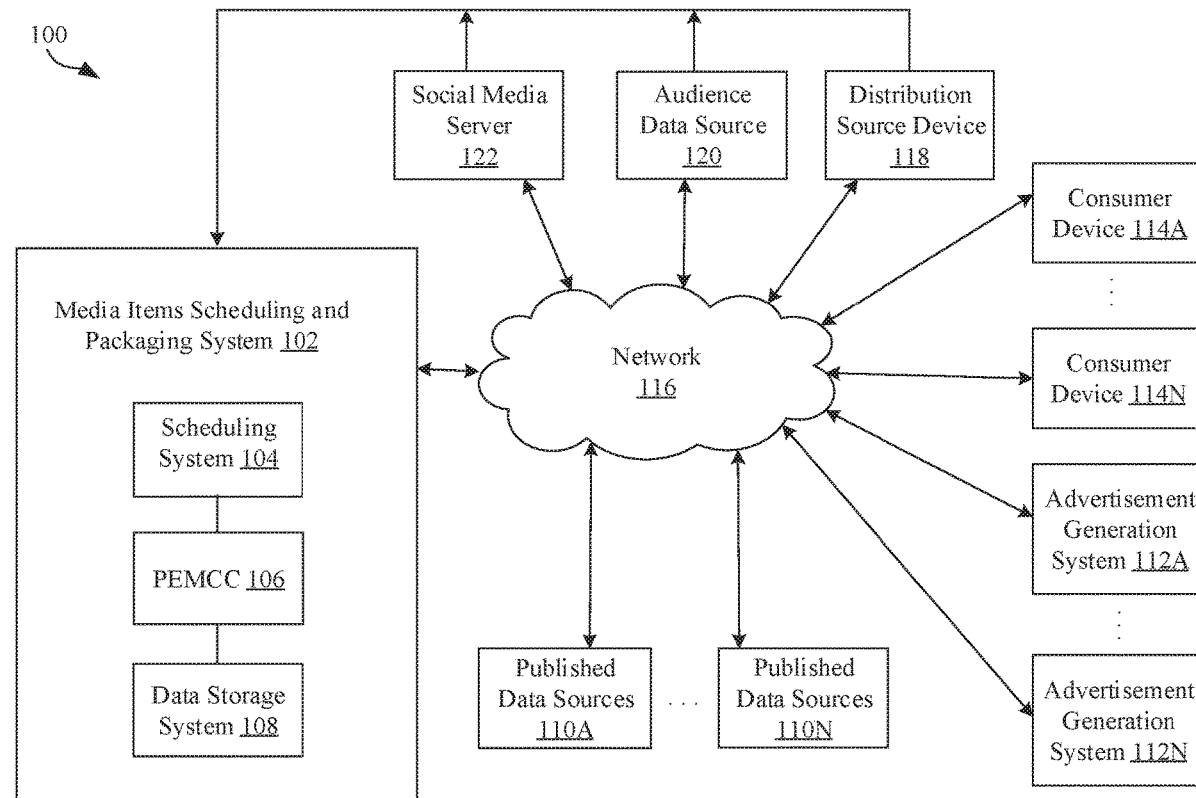 100
Social Media
Server
122
Audience
Data Source
120
Distribution
Source Device
118
Consumer
Device 114A
Consumer
Device 114N
Media Items Scheduling and
Packaging System 102
Network
116
Scheduling
System 104
PEMCC 106
Data Storage
System 108
Advertisement
Generation
System 112A
Published
Data Sources
110A
. . .
Published
Data Sources
110N
Advertisement
Generation
System 112N